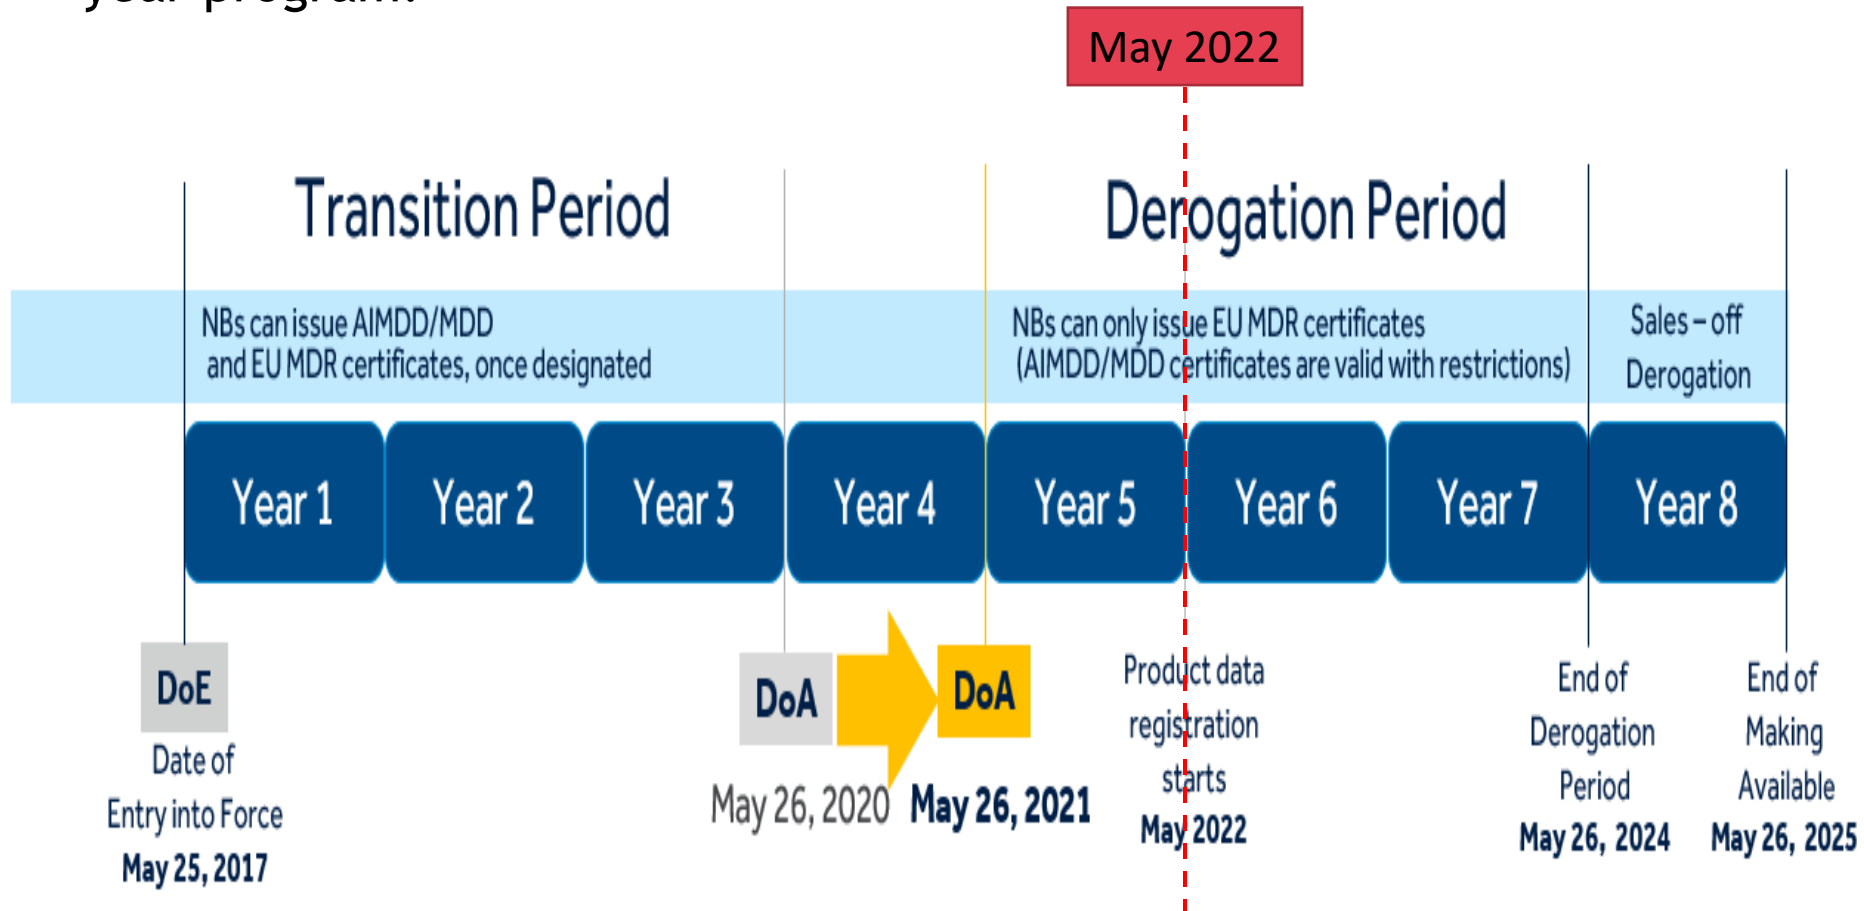 year program.
May 2022
Transition Period
Derogation Period
NBs can issue AIMDD/MDD
and EU MDR certificates, once designated
NBs can only issue EU MDR certificates
(AIMDD/MDD certificates are valid with restrictions)
Sales – off
Derogation
Year 1
Year 2
Year 3
Year 4
Year 5
Year 6
Year 7
Year 8
DoE
Date of
Entry into Force
May 25, 2017
DoA
May 26, 2020
DoA
May 26, 2021
Product data
registration
starts
May 2022
End of
Derogation
Period
May 26, 2024
End of
Making
Available
May 26, 2025